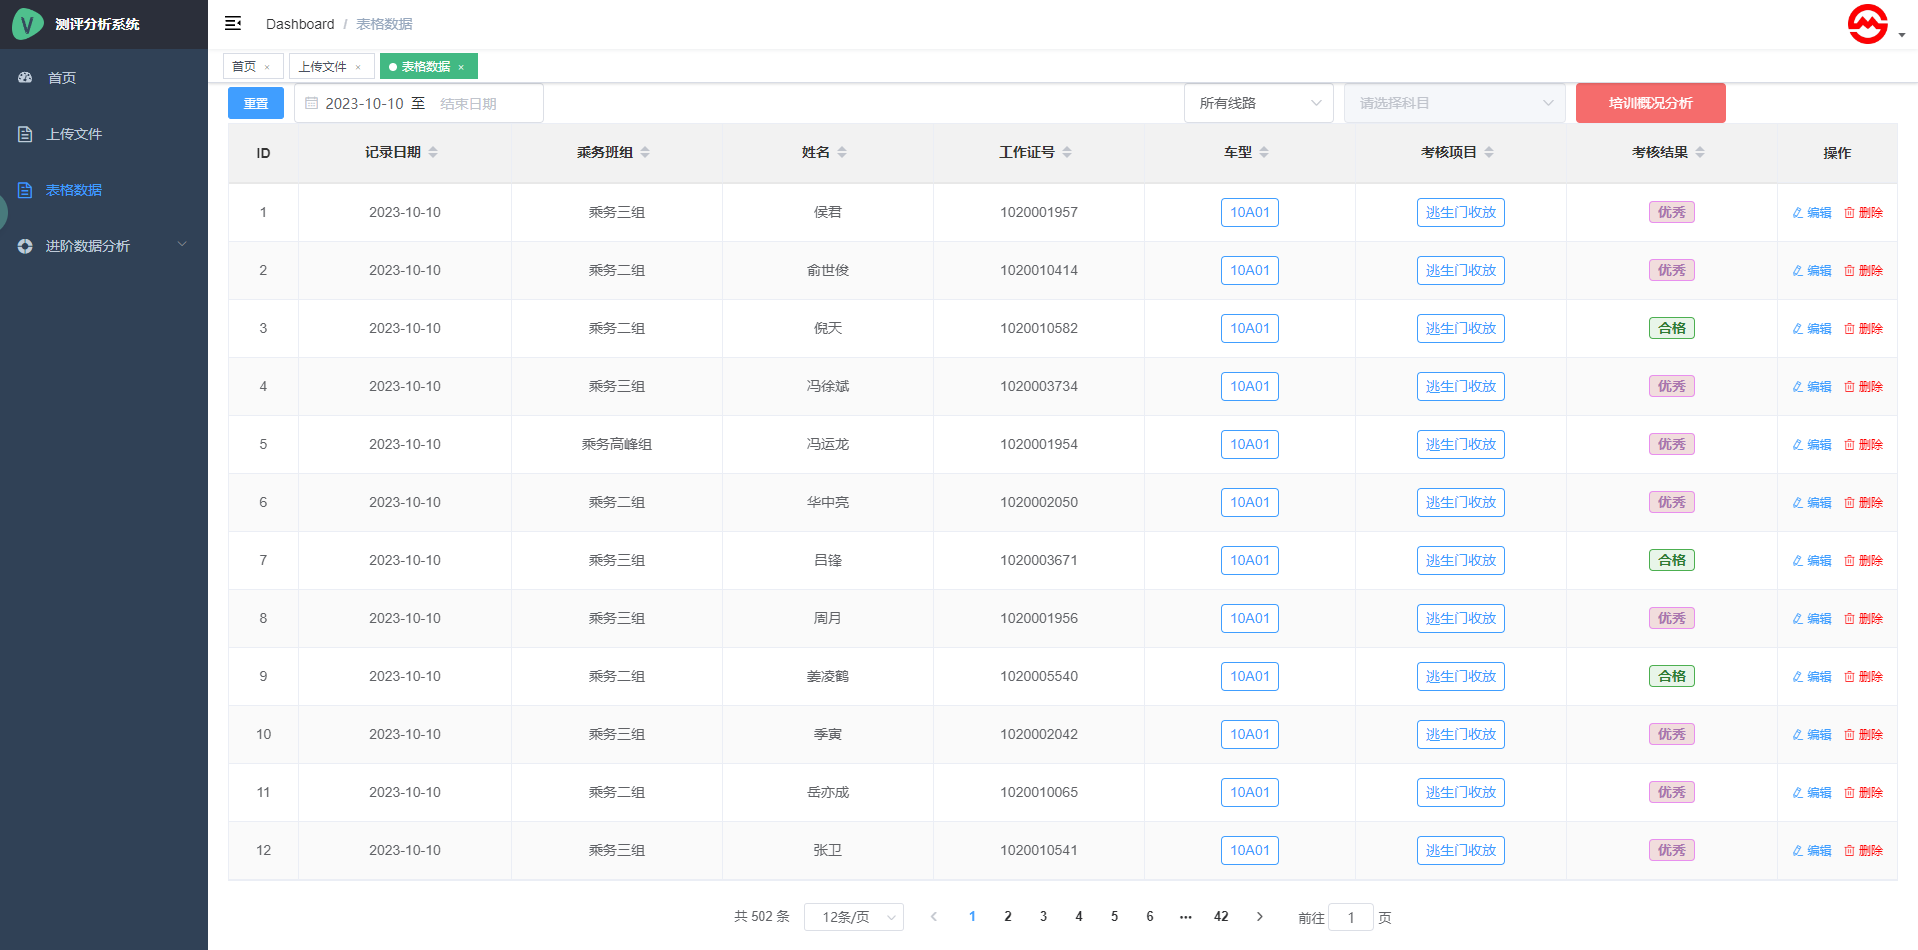 测评分析系统
Dashboard / 表格数据
首页 ×
上传文件 ×
表格数据 ×
首页
上传文件
表格数据
进阶数据分析
重置 2023-10-10 至 结束日期 所有线路 请选择科目 培训概况分析
ID 记录日期 乘务班组 姓名 工作证号 车型 考核项目 考核结果 操作
1 2023-10-10 乘务三组 侯君 1020001957 10A01 逃生门收放 优秀 编辑 删除
2 2023-10-10 乘务二组 俞世俊 1020010414 10A01 逃生门收放 优秀 编辑 删除
3 2023-10-10 乘务二组 倪天 1020010582 10A01 逃生门收放 合格 编辑 删除
4 2023-10-10 乘务三组 冯徐斌 1020003734 10A01 逃生门收放 优秀 编辑 删除
5 2023-10-10 乘务高峰组 冯运龙 1020001954 10A01 逃生门收放 优秀 编辑 删除
6 2023-10-10 乘务二组 华中亮 1020002050 10A01 逃生门收放 优秀 编辑 删除
7 2023-10-10 乘务三组 吕锋 1020003671 10A01 逃生门收放 合格 编辑 删除
8 2023-10-10 乘务三组 周月 1020001956 10A01 逃生门收放 优秀 编辑 删除
9 2023-10-10 乘务二组 姜凌鹤 1020005540 10A01 逃生门收放 合格 编辑 删除
10 2023-10-10 乘务三组 季寅 1020002042 10A01 逃生门收放 优秀 编辑 删除
11 2023-10-10 乘务二组 岳亦成 1020010065 10A01 逃生门收放 优秀 编辑 删除
12 2023-10-10 乘务三组 张卫 1020010541 10A01 逃生门收放 优秀 编辑 删除
共 502 条 12条/页 1 2 3 4 5 6 ··· 42 前往 1 页